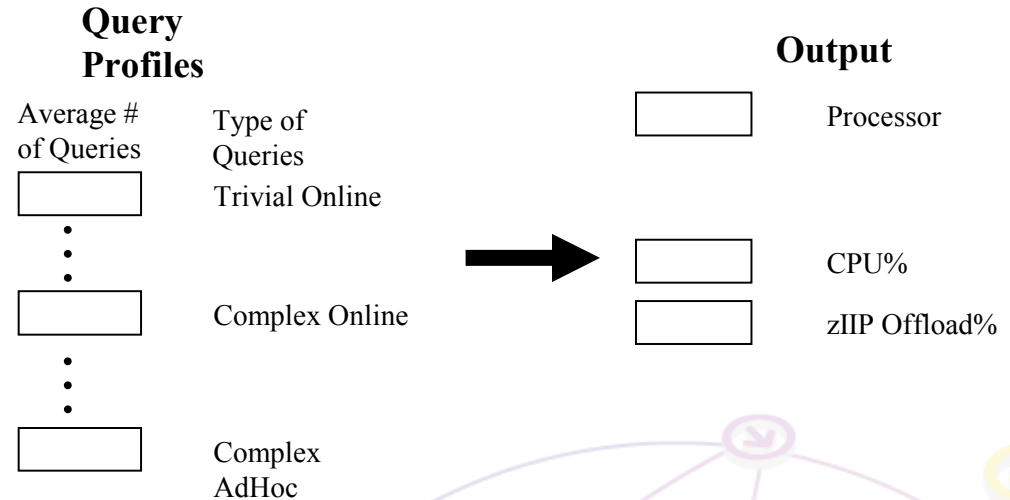 Query
Profiles
Average #
of Queries
Type of
Queries
Trivial Online
Complex Online
Complex
AdHoc
Output
Processor
CPU%
zIIP Offload%